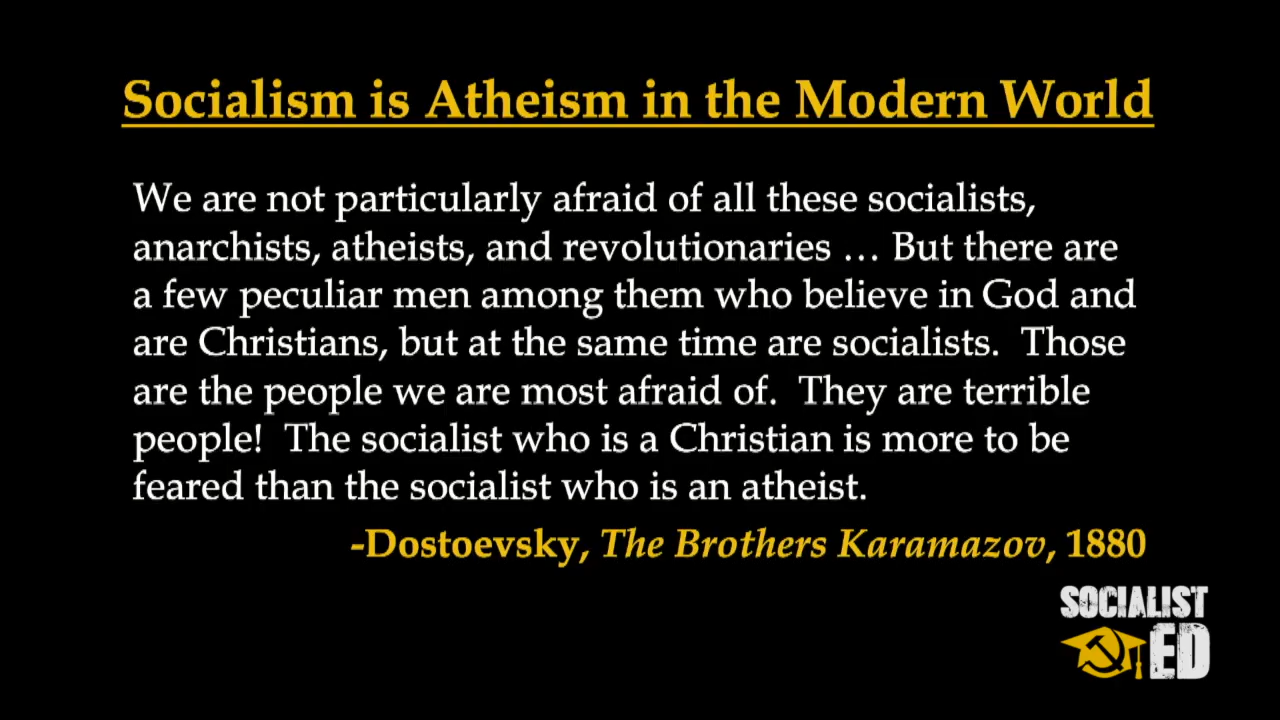 Socialism is Atheism in the Modern World
We are not particularly afraid of all these socialists,
anarchists, atheists, and revolutionaries … But there are
a few peculiar men among them who believe in God and
are Christians, but at the same time are socialists.  Those
are the people we are most afraid of.  They are terrible
people!  The socialist who is a Christian is more to be
feared than the socialist who is an atheist.
-Dostoevsky, The Brothers Karamazov, 1880
SOCIALIST
ED